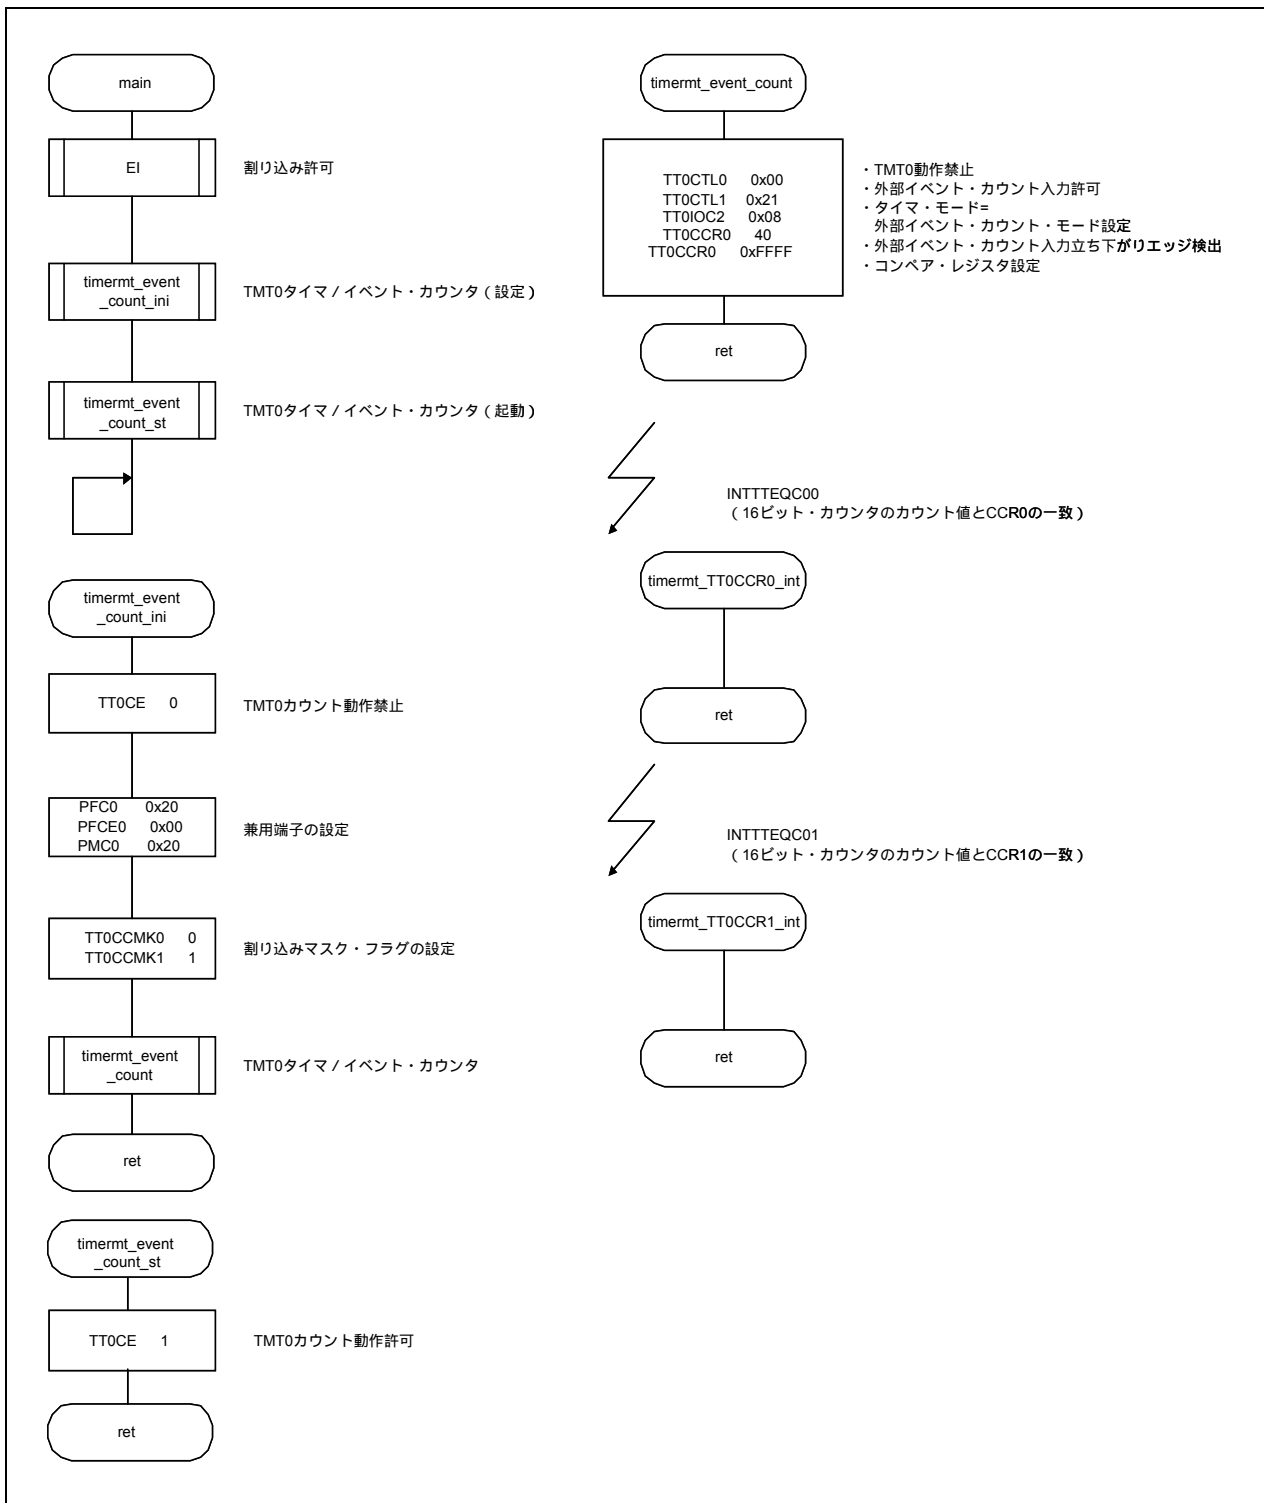 main
EI
割り込み許可
timermt_event
_count_ini
TMT0タイマ / イベント・カウンタ ( 設定 )
timermt_event
_count_st
TMT0タイマ / イベント・カウンタ ( 起動 )
timermt_event
_count_ini
TT0CE 0
TMT0カウント動作禁止
PFC0 0x20
PFCE0 0x00
PMC0 0x20
兼用端子の設定
TT0CCMK0 0
TT0CCMK1 1
割り込みマスク・フラグの設定
timermt_event
_count
TMT0タイマ / イベント・カウンタ
ret
timermt_event
_count_st
TT0CE 1
TMT0カウント動作許可
ret
timermt_event_count
TT0CTL0 0x00
TT0CTL1 0x21
TT0IOC2 0x08
TT0CCR0 40
TT0CCR0 0xFFFF
・TMT0動作禁止
・外部イベント・カウント入力許可
・タイマ・モード=
外部イベント・カウント・モード設定
・外部イベント・カウント入力立ち下がりエッジ検出
・コンペア・レジスタ設定
ret
INTTTEQC00
( 16ビット・カウンタのカウント値とCCR0の一致 )
timermt_TT0CCR0_int
ret
INTTTEQC01
( 16ビット・カウンタのカウント値とCCR1の一致 )
timermt_TT0CCR1_int
ret